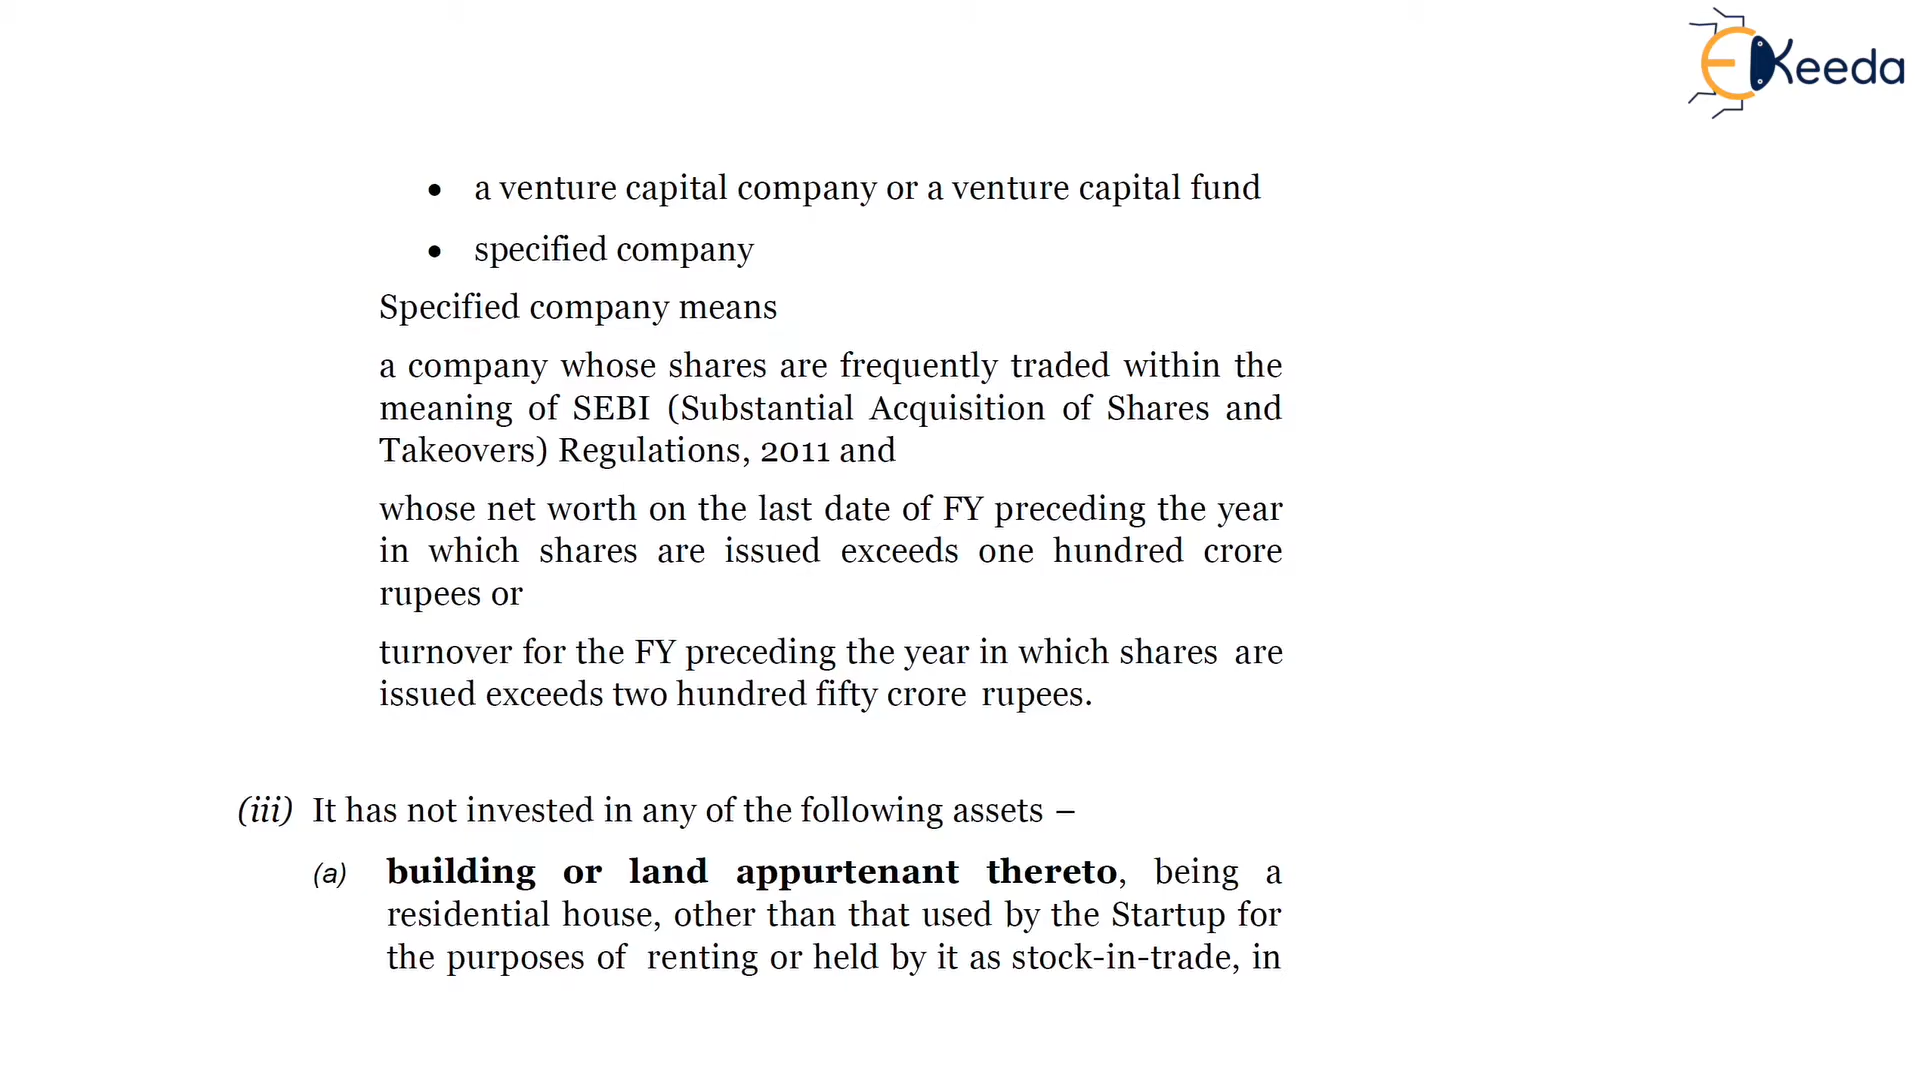 EKeeda
• a venture capital company or a venture capital fund
• specified company
Specified company means
a company whose shares are frequently traded within the
meaning of SEBI (Substantial Acquisition of Shares and
Takeovers) Regulations, 2011 and
whose net worth on the last date of FY preceding the year
in which shares are issued exceeds one hundred crore
rupees or
turnover for the FY preceding the year in which shares are
issued exceeds two hundred fifty crore rupees.
(iii) It has not invested in any of the following assets –
(a) building or land appurtenant thereto, being a
residential house, other than that used by the Startup for
the purposes of renting or held by it as stock-in-trade, in